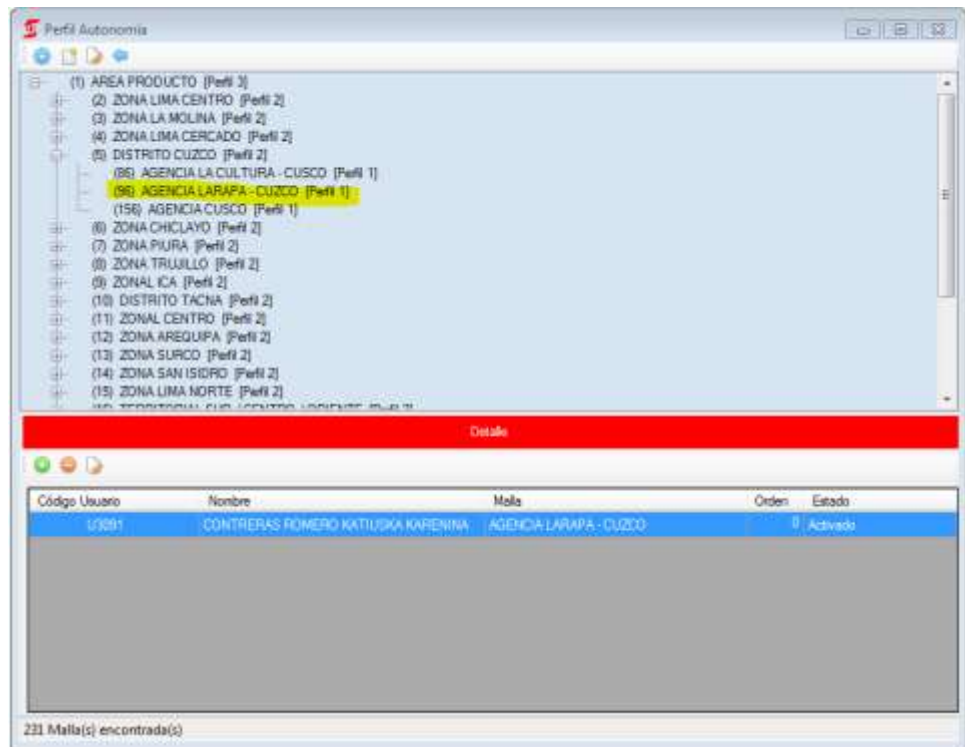 Perfil Autonomía
(1) AREA PRODUCTO [Perfil 3]
(2) ZONA LIMA CENTRO [Perfil 2]
(3) ZONA LA MOLINA [Perfil 2]
(4) ZONA LIMA CERCADO [Perfil 2]
(5) DISTRITO CUZCO [Perfil 2]
(86) AGENCIA LA CULTURA - CUSCO [Perfil 1]
(96) AGENCIA LARAPA - CUZCO [Perfil 1]
(156) AGENCIA CUSCO [Perfil 1]
(6) ZONA CHICLAYO [Perfil 2]
(7) ZONA PIURA [Perfil 2]
(8) ZONA TRUJILLO [Perfil 2]
(9) ZONAL ICA [Perfil 2]
(10) DISTRITO TACNA [Perfil 2]
(11) ZONAL CENTRO [Perfil 2]
(12) ZONA AREQUIPA [Perfil 2]
(13) ZONA SURCO [Perfil 2]
(14) ZONA SAN ISIDRO [Perfil 2]
(15) ZONA LIMA NORTE [Perfil 2]
Detalle
Código Usuario Nombre Malla Orden Estado
CONTRERAS ROMERO KATIUSKA KARENINA AGENCIA LARAPA - CUZCO 0 Activado
231 Malla(s) encontrada(s)